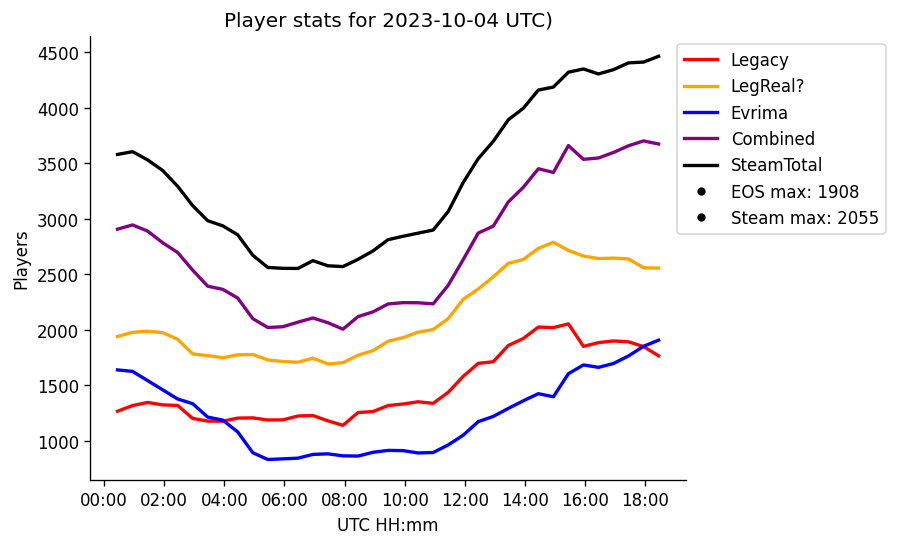 Player stats for 2023-10-04 UTC)
4500
4000
3500
3000
2500
2000
1500
1000
Players
00:00 02:00 04:00 06:00 08:00 10:00 12:00 14:00 16:00 18:00
UTC HH:mm
Legacy
LegReal?
Evrima
Combined
SteamTotal
EOS max: 1908
Steam max: 2055